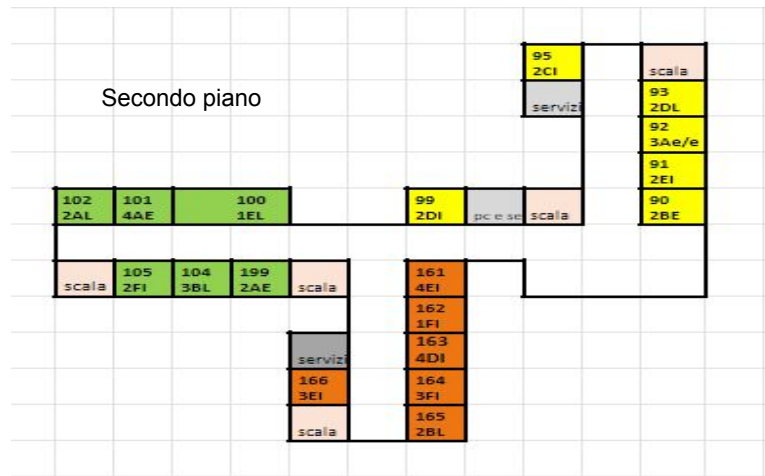 Secondo piano
95
2CI
scala
servizi
93
2DL
92
3Ae/e
91
2EI
102
2AL
101
4AE
100
1EL
99
2DI
pc e se
scala
90
2BE
scala
105
2FI
104
3BL
199
2AE
scala
161
4EI
162
1FI
servizi
163
4DI
166
3EI
164
3FI
scala
165
2BL